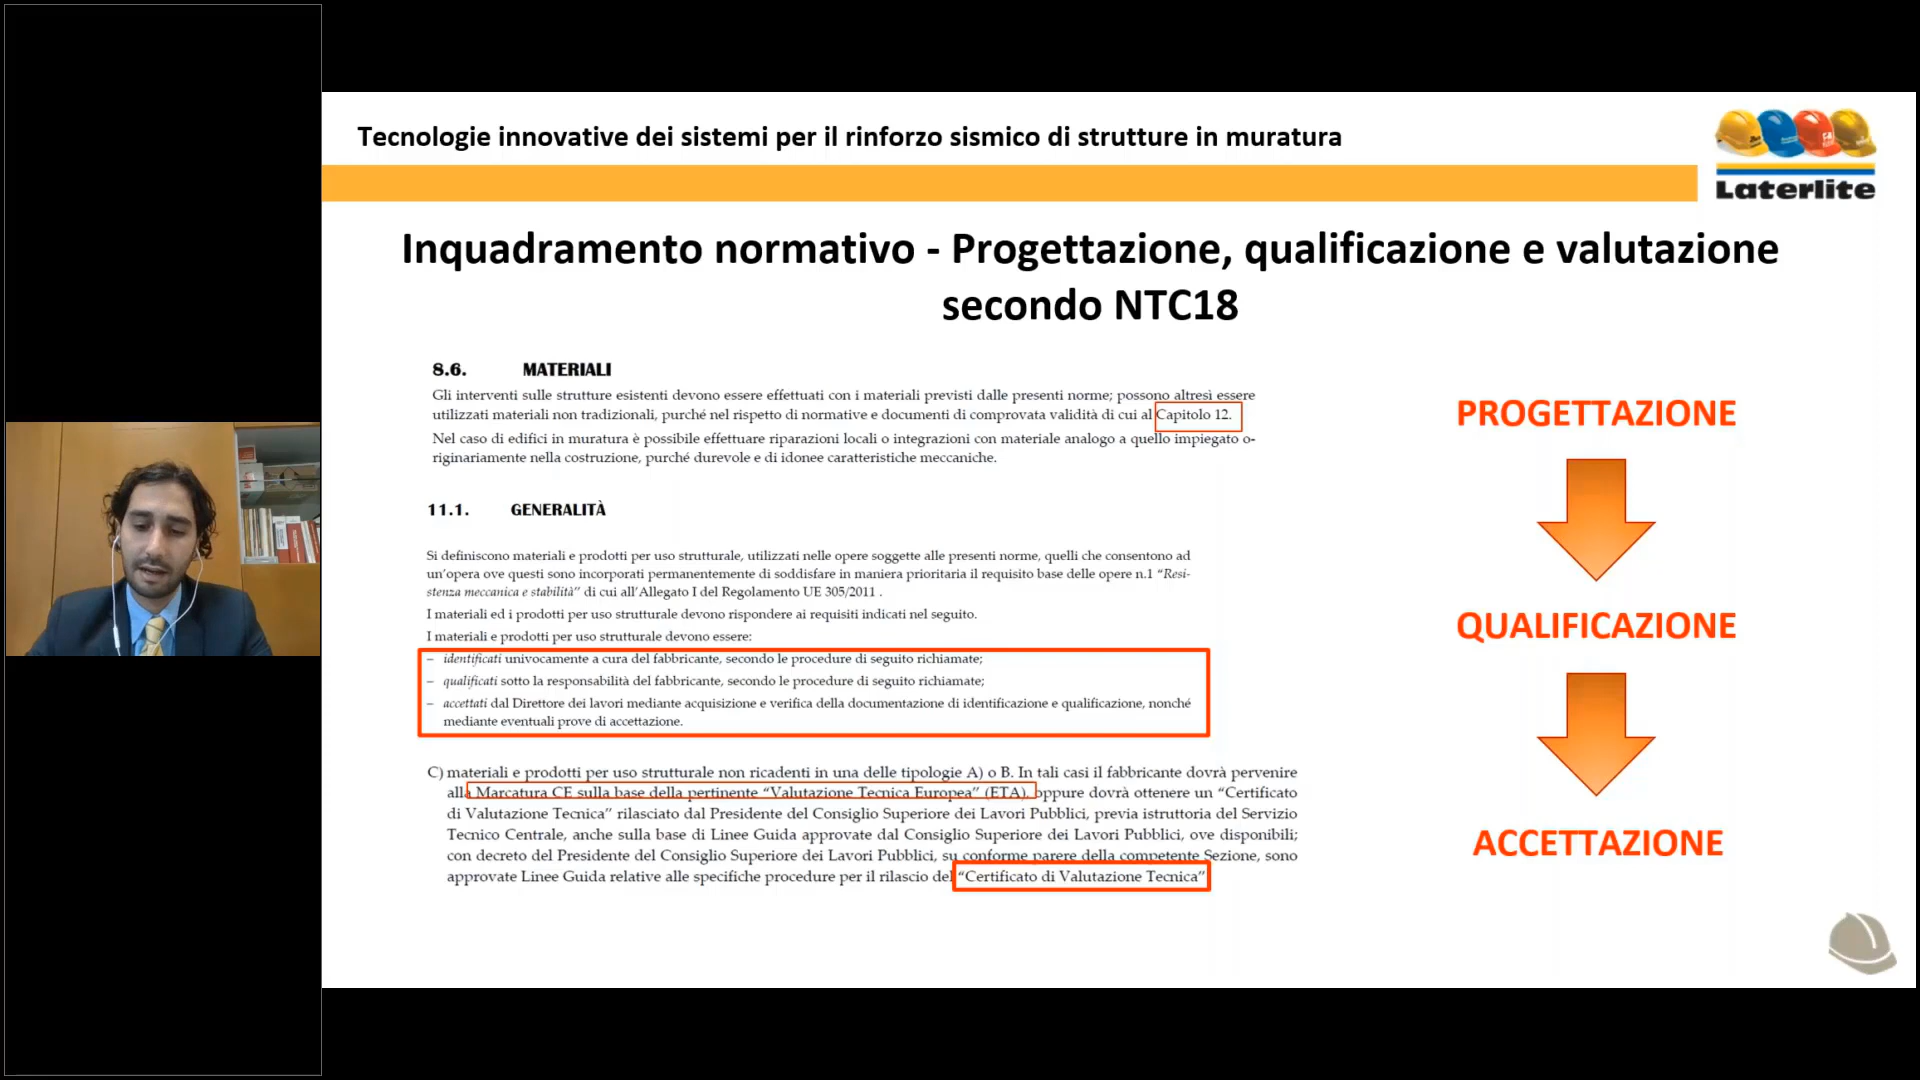 Tecnologie innovative dei sistemi per il rinforzo sismico di strutture in muratura
Laterlite
Inquadramento normativo - Progettazione, qualificazione e valutazione
secondo NTC18
8.6. MATERIALI
Gli interventi sulle strutture esistenti devono essere effettuati con i materiali previsti dalle presenti norme; possono altresì essere
utilizzati materiali non tradizionali, purché nel rispetto di normative e documenti di comprovata validità di cui al Capitolo 12.
Nel caso di edifici in muratura è possibile effettuare riparazioni locali o integrazioni con materiale analogo a quello impiegato o-
riginariamente nella costruzione, purché durevole e di idonee caratteristiche meccaniche.
11.1. GENERALITÀ
Si definiscono materiali e prodotti per uso strutturale, utilizzati nelle opere soggette alle presenti norme, quelli che consentono ad
un'opera ove questi sono incorporati permanentemente di soddisfare in maniera prioritaria il requisito base delle opere n.1 "Resi-
stenza meccanica e stabilità" di cui all'Allegato I del Regolamento UE 305/2011 .
I materiali ed i prodotti per uso strutturale devono rispondere ai requisiti indicati nel seguito.
I materiali e prodotti per uso strutturale devono essere:
– identificati univocamente a cura del fabbricante, secondo le procedure di seguito richiamate;
– qualificati sotto la responsabilità del fabbricante, secondo le procedure di seguito richiamate;
– accettati dal Direttore dei lavori mediante acquisizione e verifica della documentazione di identificazione e qualificazione, nonché
mediante eventuali prove di accettazione.
C) materiali e prodotti per uso strutturale non ricadenti in una delle tipologie A) o B. In tali casi il fabbricante dovrà pervenire
alla Marcatura CE sulla base della pertinente "Valutazione Tecnica Europea" (ETA), oppure dovrà ottenere un "Certificato
di Valutazione Tecnica" rilasciato dal Presidente del Consiglio Superiore dei Lavori Pubblici, previa istruttoria del Servizio
Tecnico Centrale, anche sulla base di Linee Guida approvate dal Consiglio Superiore dei Lavori Pubblici, ove disponibili;
con decreto del Presidente del Consiglio Superiore dei Lavori Pubblici, su conforme parere della competente Sezione, sono
approvate Linee Guida relative alle specifiche procedure per il rilascio del "Certificato di Valutazione Tecnica"
PROGETTAZIONE
QUALIFICAZIONE
ACCETTAZIONE